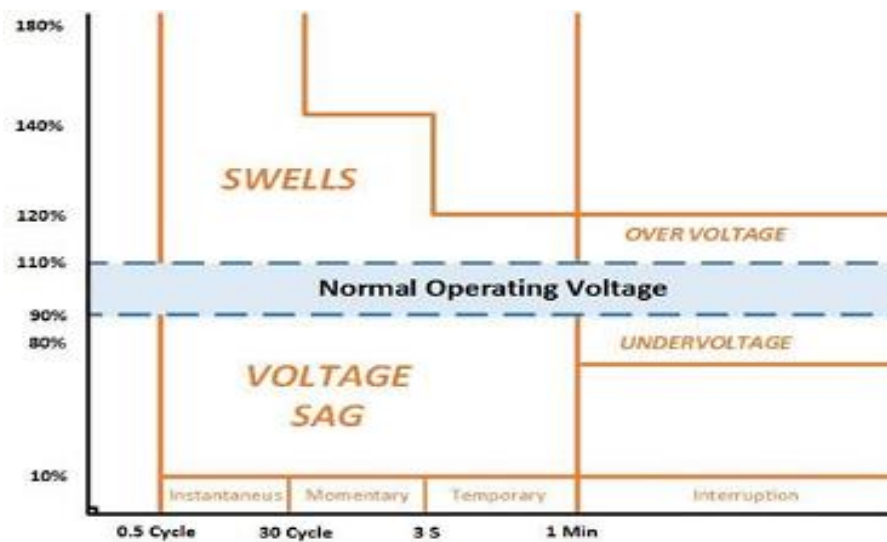 180%
140%
SWELLS
120%
OVER VOLTAGE
110%
Normal Operating Voltage
90%
80%
UNDERVOLTAGE
VOLTAGE
SAG
10%
Instantaneus
Momentary
Temporary
Interruption
0.5 Cycle
30 Cycle
3 S
1 Min